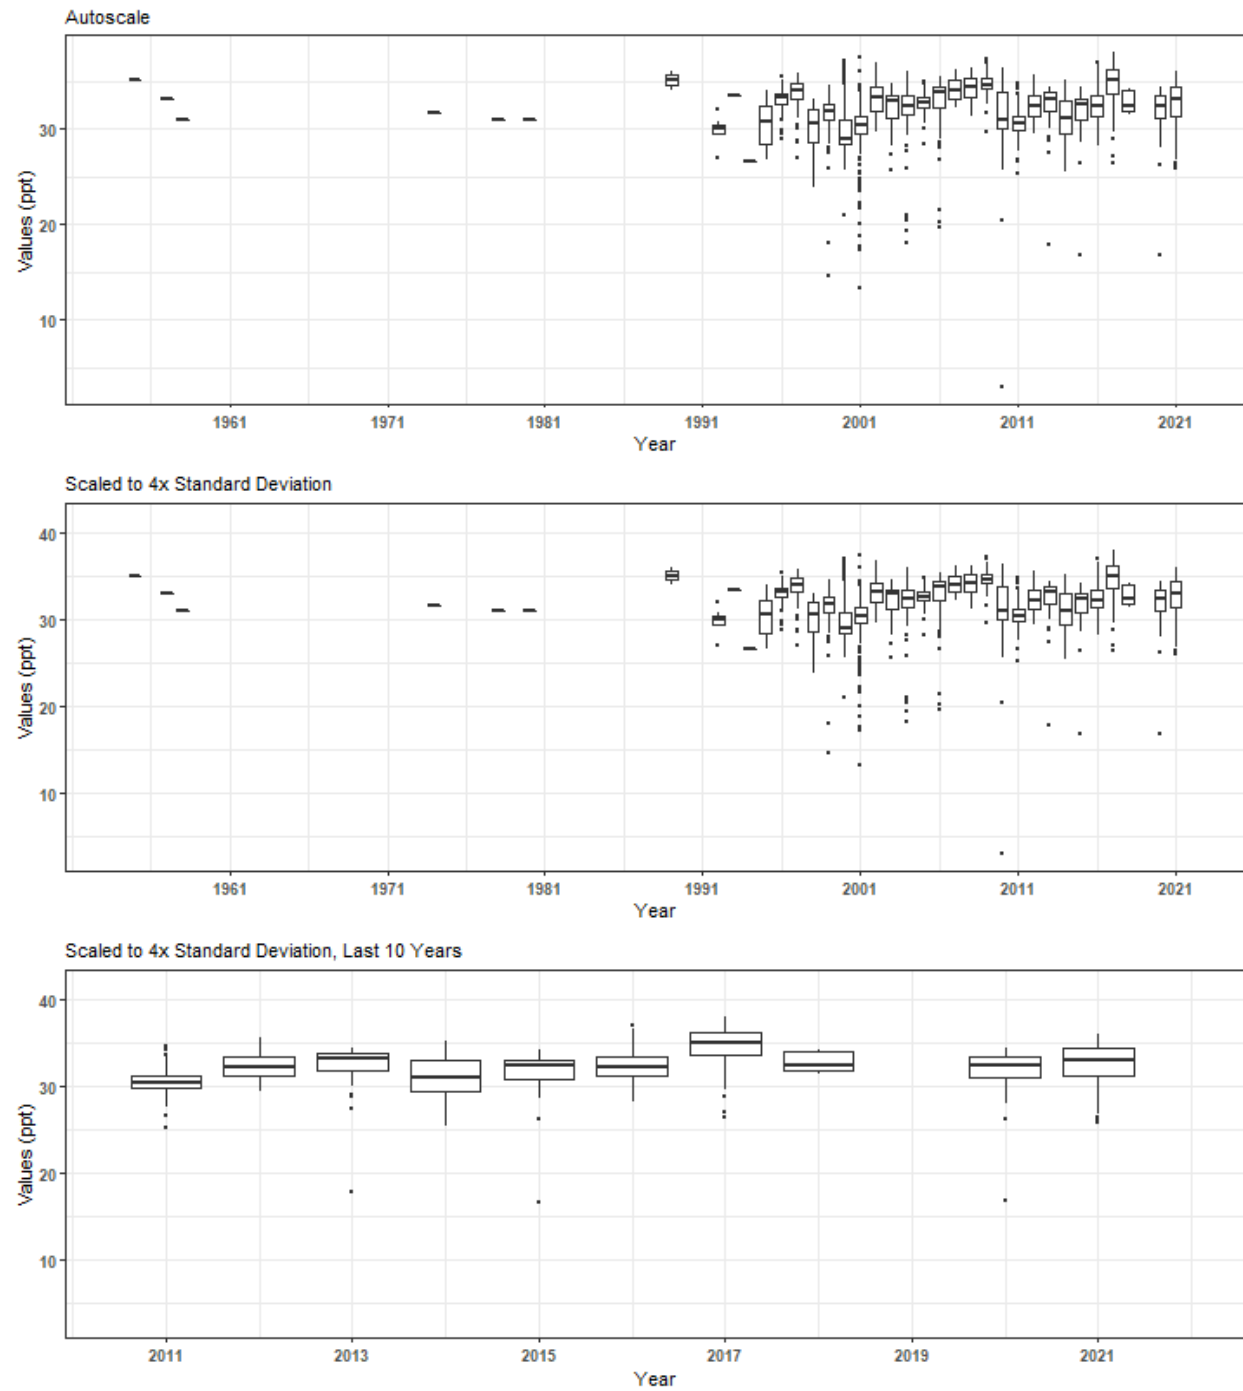 Autoscale
30
20
10
Values (ppt)
1961 1971 1981 1991 2001 2011 2021
Year
Scaled to 4x Standard Deviation
40
30
20
10
Values (ppt)
1961 1971 1981 1991 2001 2011 2021
Year
Scaled to 4x Standard Deviation, Last 10 Years
40
30
20
10
Values (ppt)
2011 2013 2015 2017 2019 2021
Year